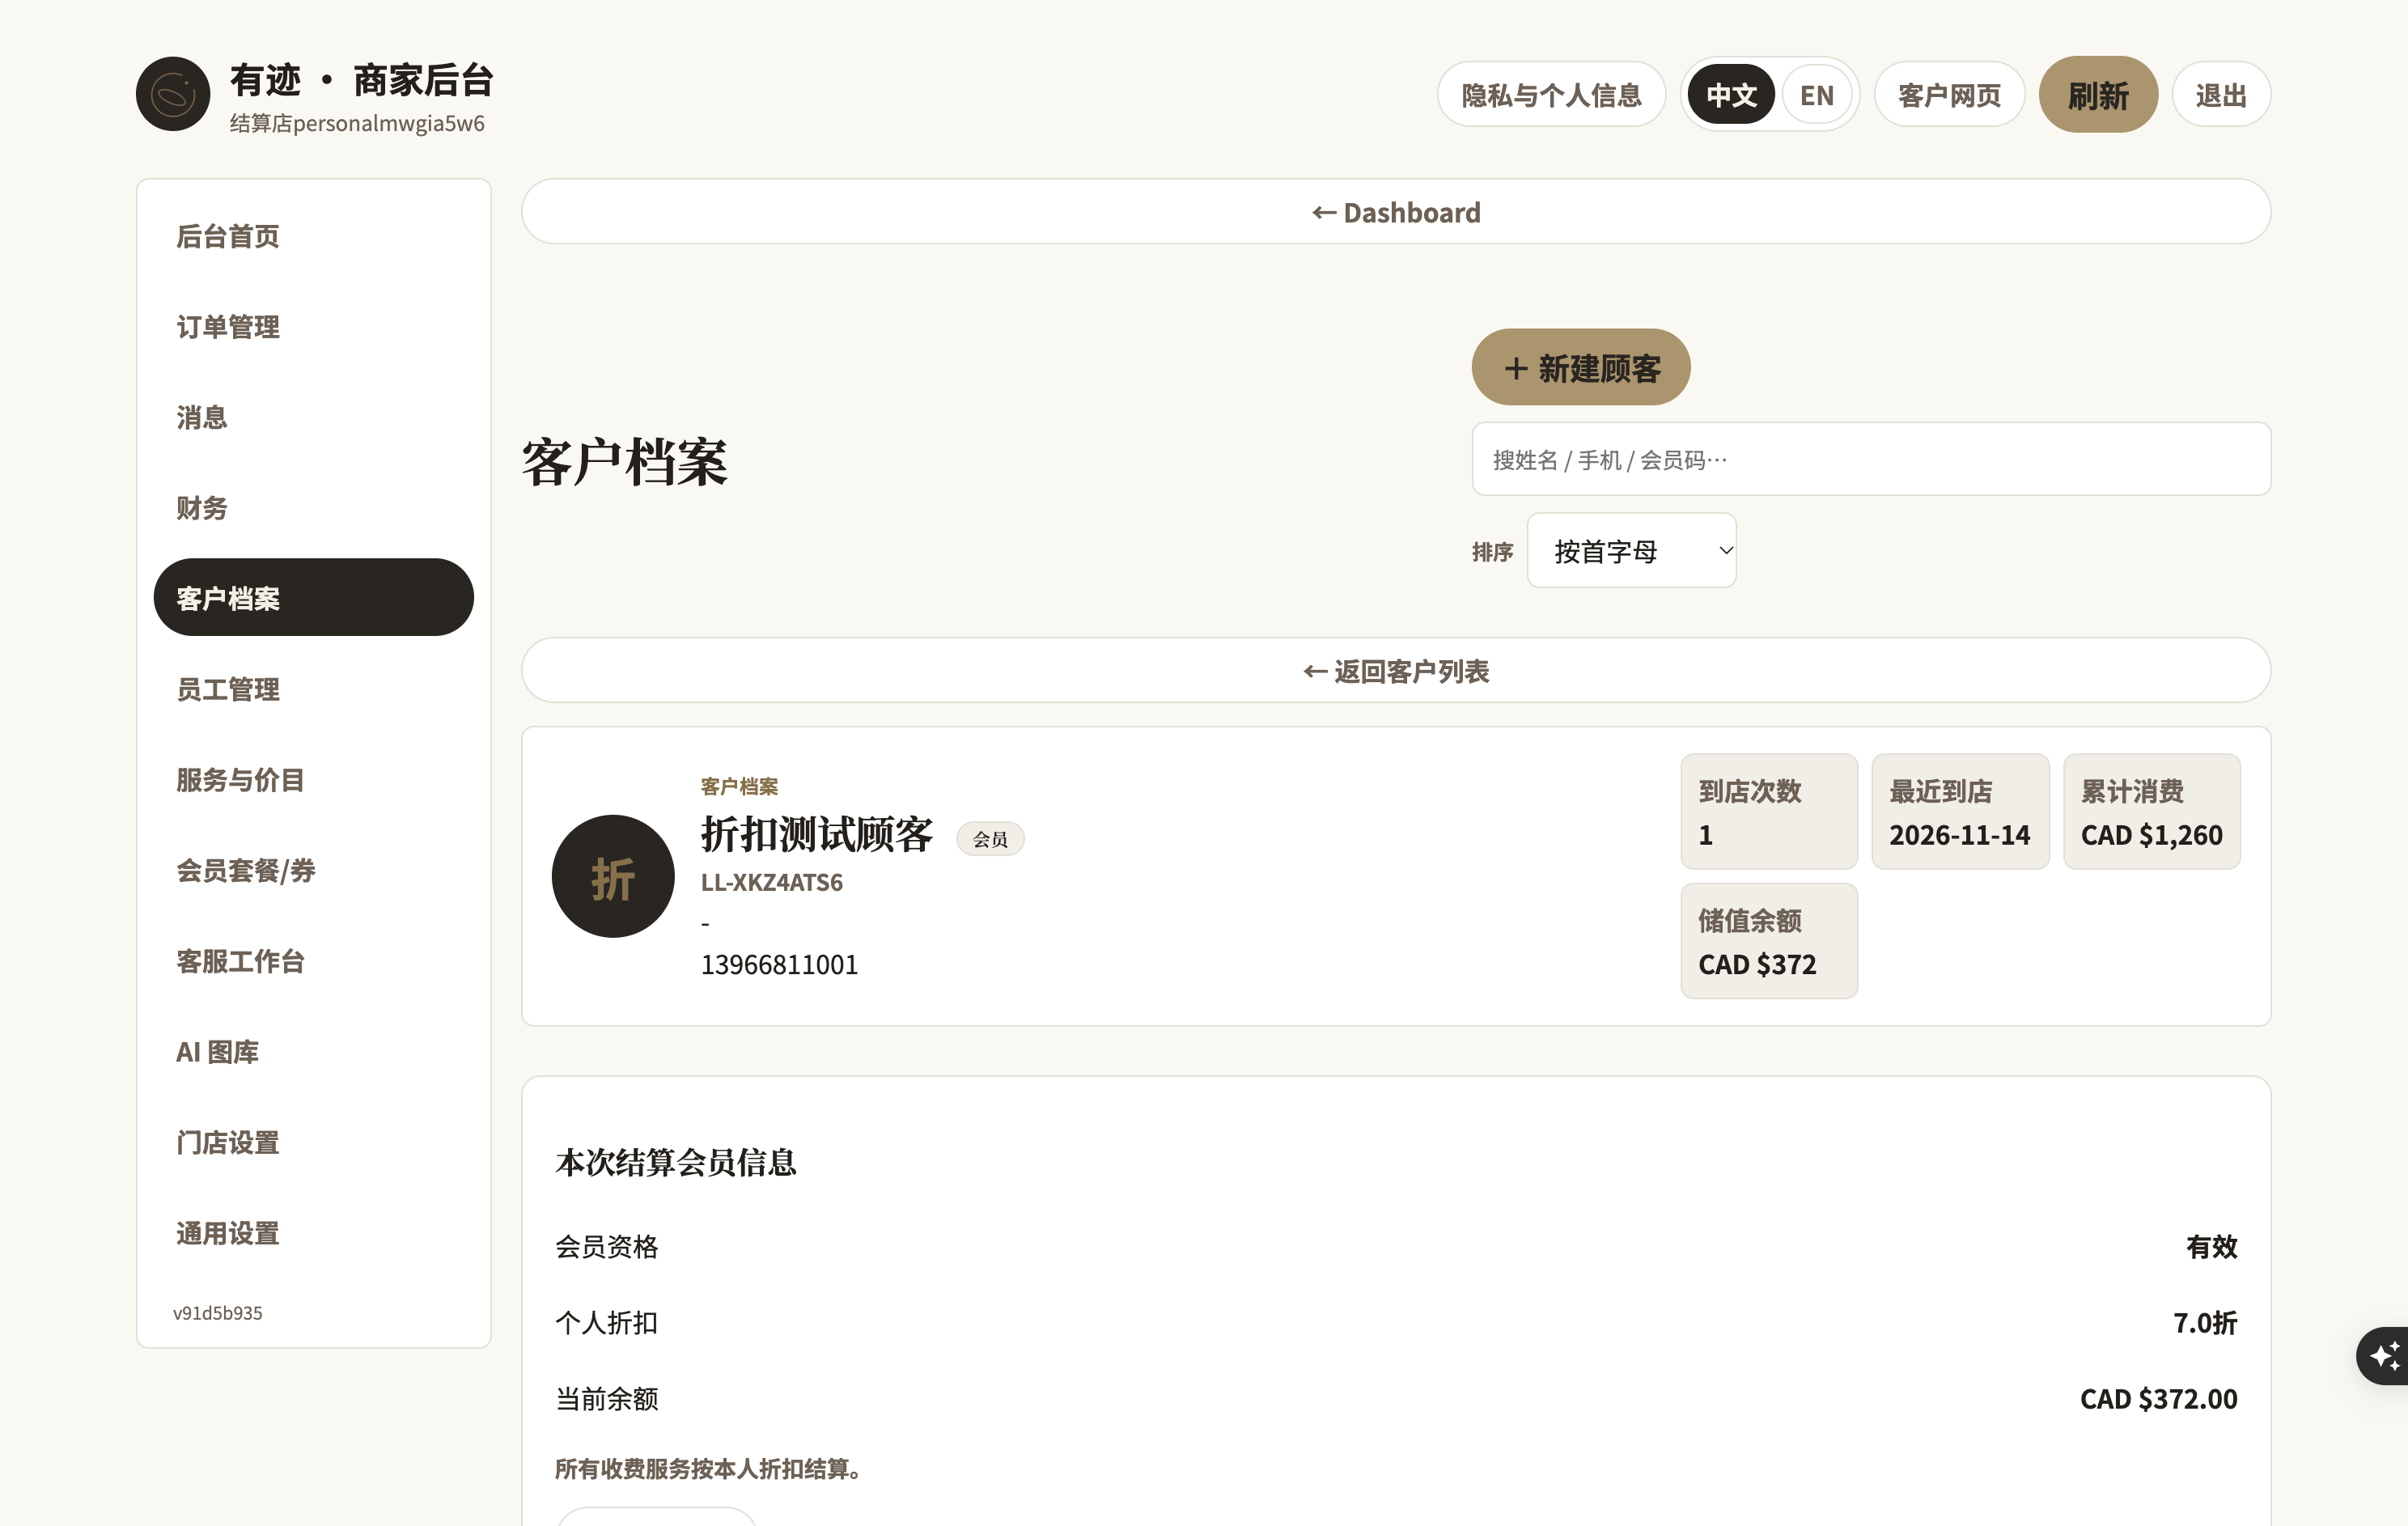 有迹 · 商家后台
结算店personalmwgia5w6
隐私与个人信息
中文
EN
客户网页
刷新
退出
后台首页
订单管理
消息
财务
客户档案
员工管理
服务与价目
会员套餐/券
客服工作台
AI 图库
门店设置
通用设置
v91d5b935
← Dashboard
客户档案
＋ 新建顾客
搜姓名 / 手机 / 会员码…
排序
按首字母
← 返回客户列表
折
客户档案
折扣测试顾客
会员
LL-XKZ4ATS6
-
13966811001
到店次数
1
最近到店
2026-11-14
累计消费
CAD $1,260
储值余额
CAD $372
本次结算会员信息
会员资格
有效
个人折扣
7.0折
当前余额
CAD $372.00
所有收费服务按本人折扣结算。